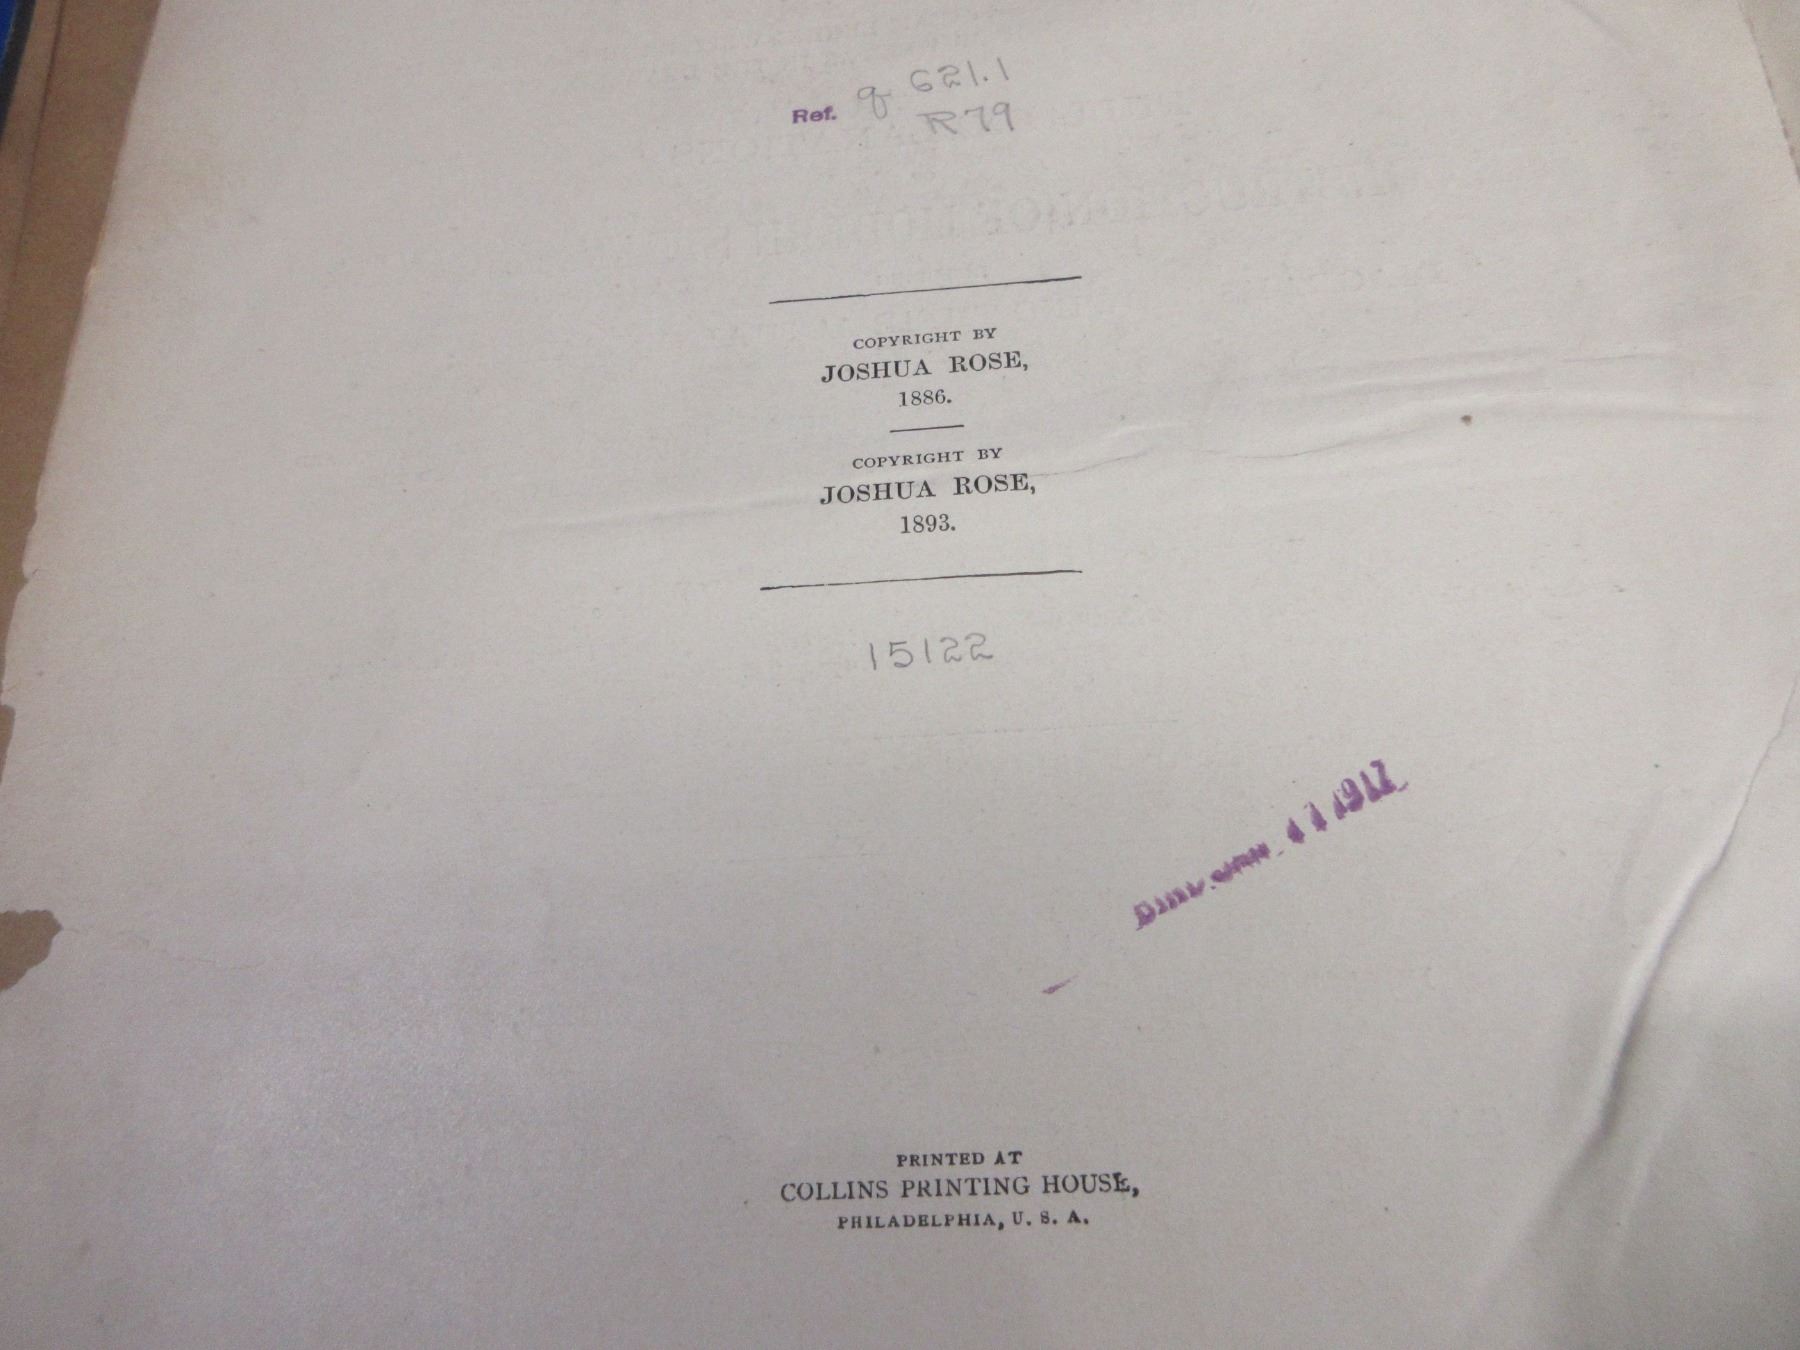 q 621.1
Ref. R79
COPYRIGHT BY
JOSHUA ROSE,
1886.
COPYRIGHT BY
JOSHUA ROSE,
1893.
15122
PRINTED AT
COLLINS PRINTING HOUSE,
PHILADELPHIA, U. S. A.